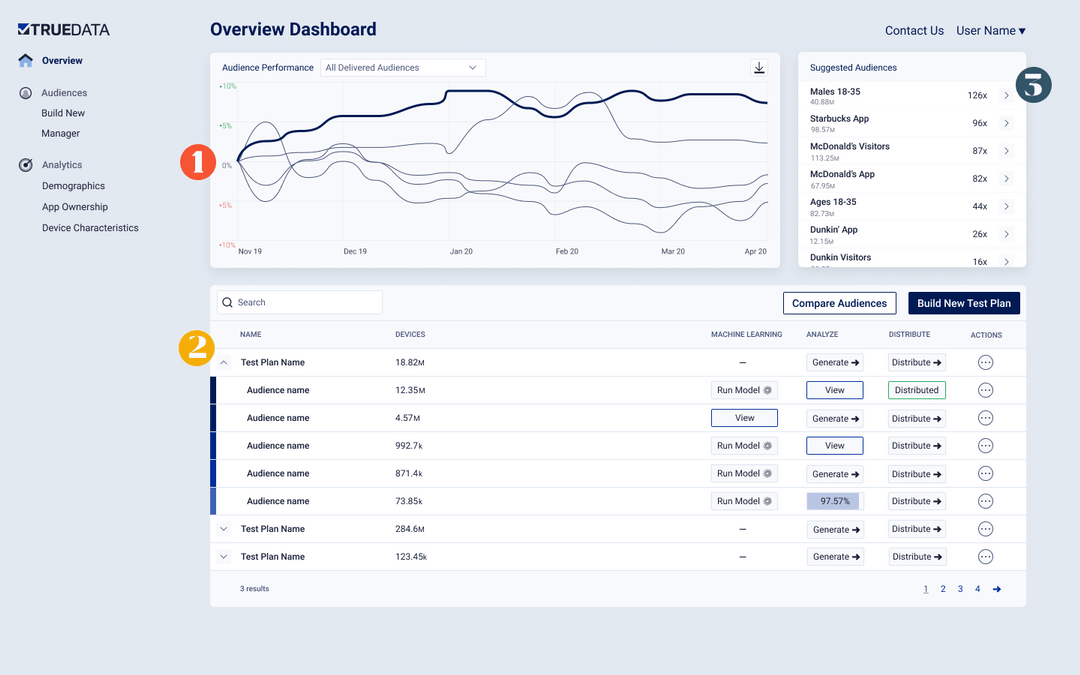 TRUEDATA
Overview
Audiences
Build New
Manager
Analytics
Demographics
App Ownership
Device Characteristics
Overview Dashboard
Contact Us User Name ▼
Audience Performance All Delivered Audiences
+10%
+5%
0%
+5%
+10%
Nov 19 Dec 19 Jan 20 Feb 20 Mar 20 Apr 20
1
Suggested Audiences
3
Males 18-35 126x
40.88M
Starbucks App 96x
98.57M
McDonald's Visitors 87x
113.25M
McDonald's App 82x
67.95M
Ages 18-35 44x
82.73M
Dunkin' App 26x
12.15M
Dunkin Visitors 16x
Search Compare Audiences Build New Test Plan
2
NAME DEVICES MACHINE LEARNING ANALYZE DISTRIBUTE ACTIONS
Test Plan Name 18.82M – Generate → Distribute →
Audience name 12.35M Run Model View Distributed
Audience name 4.57M View Generate → Distribute →
Audience name 992.7k Run Model View Distribute →
Audience name 871.4k Run Model Generate → Distribute →
Audience name 73.85k Run Model 97.57% Distribute →
Test Plan Name 284.6M – Generate → Distribute →
Test Plan Name 123.45k – Generate → Distribute →
3 results 1 2 3 4 →